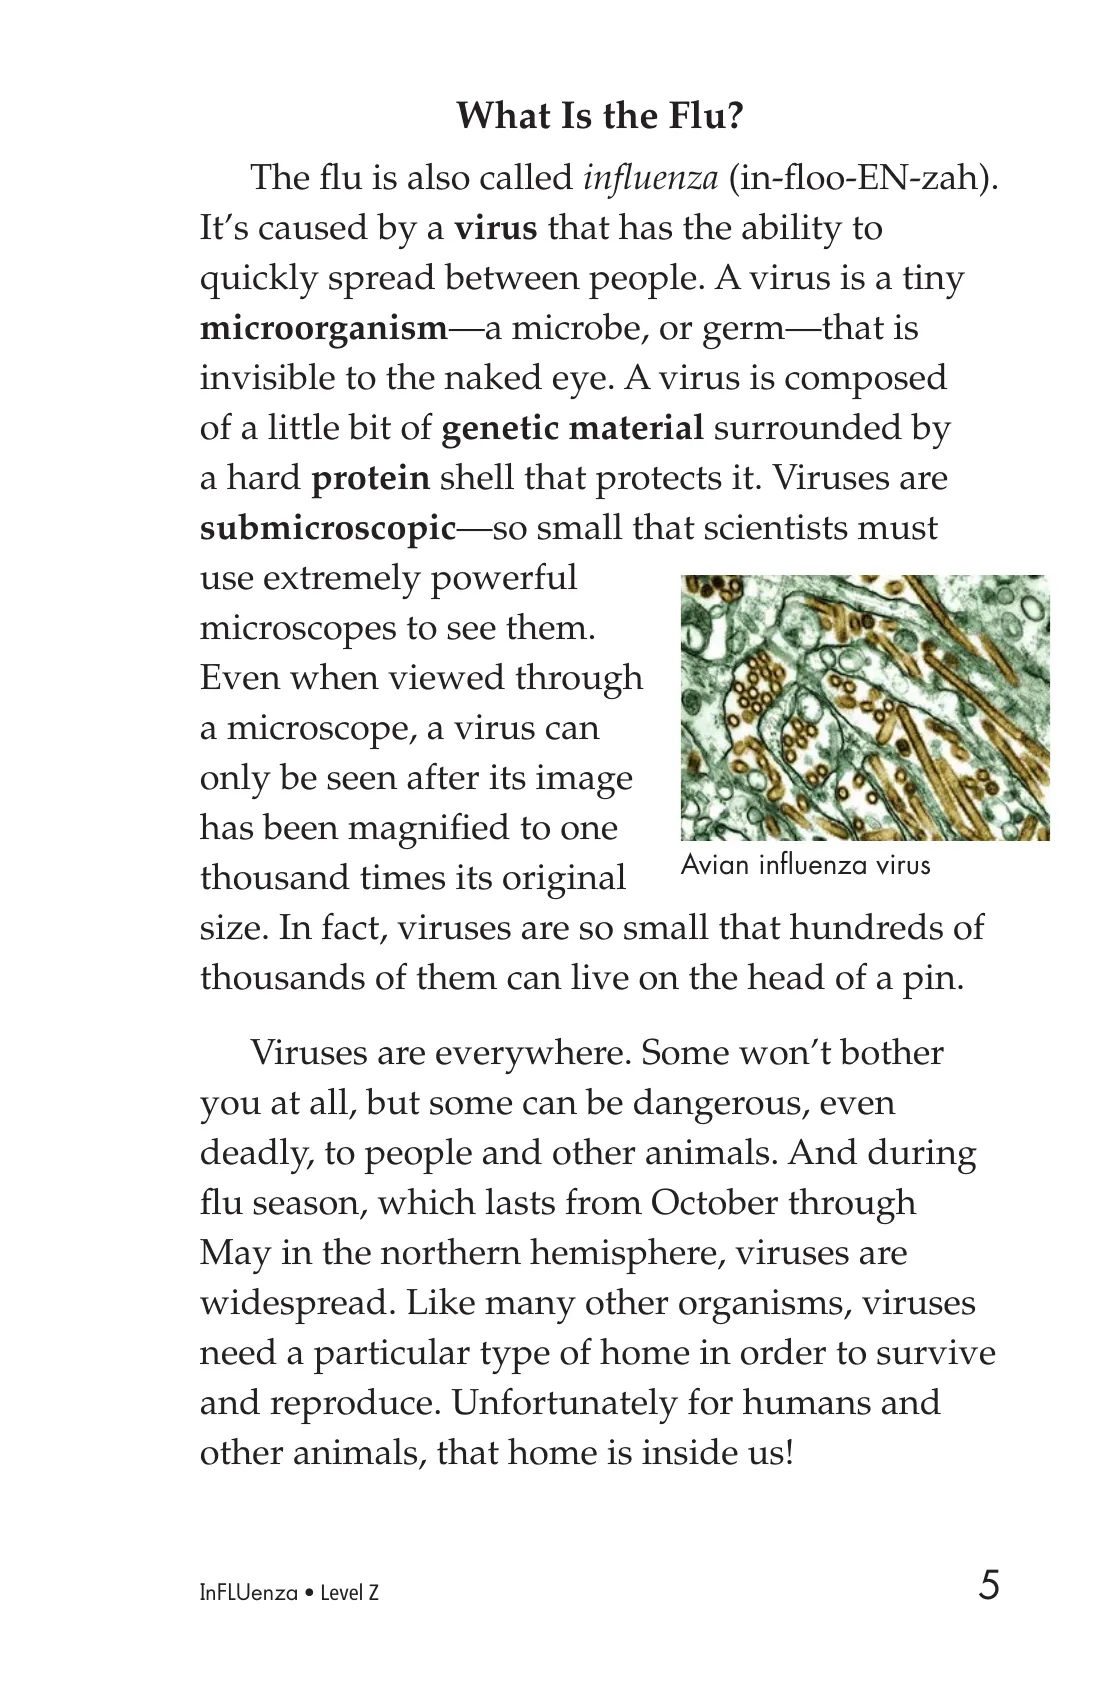 What Is the Flu?
The flu is also called influenza (in-floo-EN-zah).
It’s caused by a virus that has the ability to
quickly spread between people. A virus is a tiny
microorganism—a microbe, or germ—that is
invisible to the naked eye. A virus is composed
of a little bit of genetic material surrounded by
a hard protein shell that protects it. Viruses are
submicroscopic—so small that scientists must
use extremely powerful
microscopes to see them.
Even when viewed through
a microscope, a virus can
only be seen after its image
has been magnified to one
thousand times its original
Avian influenza virus
size. In fact, viruses are so small that hundreds of
thousands of them can live on the head of a pin.
Viruses are everywhere. Some won’t bother
you at all, but some can be dangerous, even
deadly, to people and other animals. And during
flu season, which lasts from October through
May in the northern hemisphere, viruses are
widespread. Like many other organisms, viruses
need a particular type of home in order to survive
and reproduce. Unfortunately for humans and
other animals, that home is inside us!
InFLUenza • Level Z
5